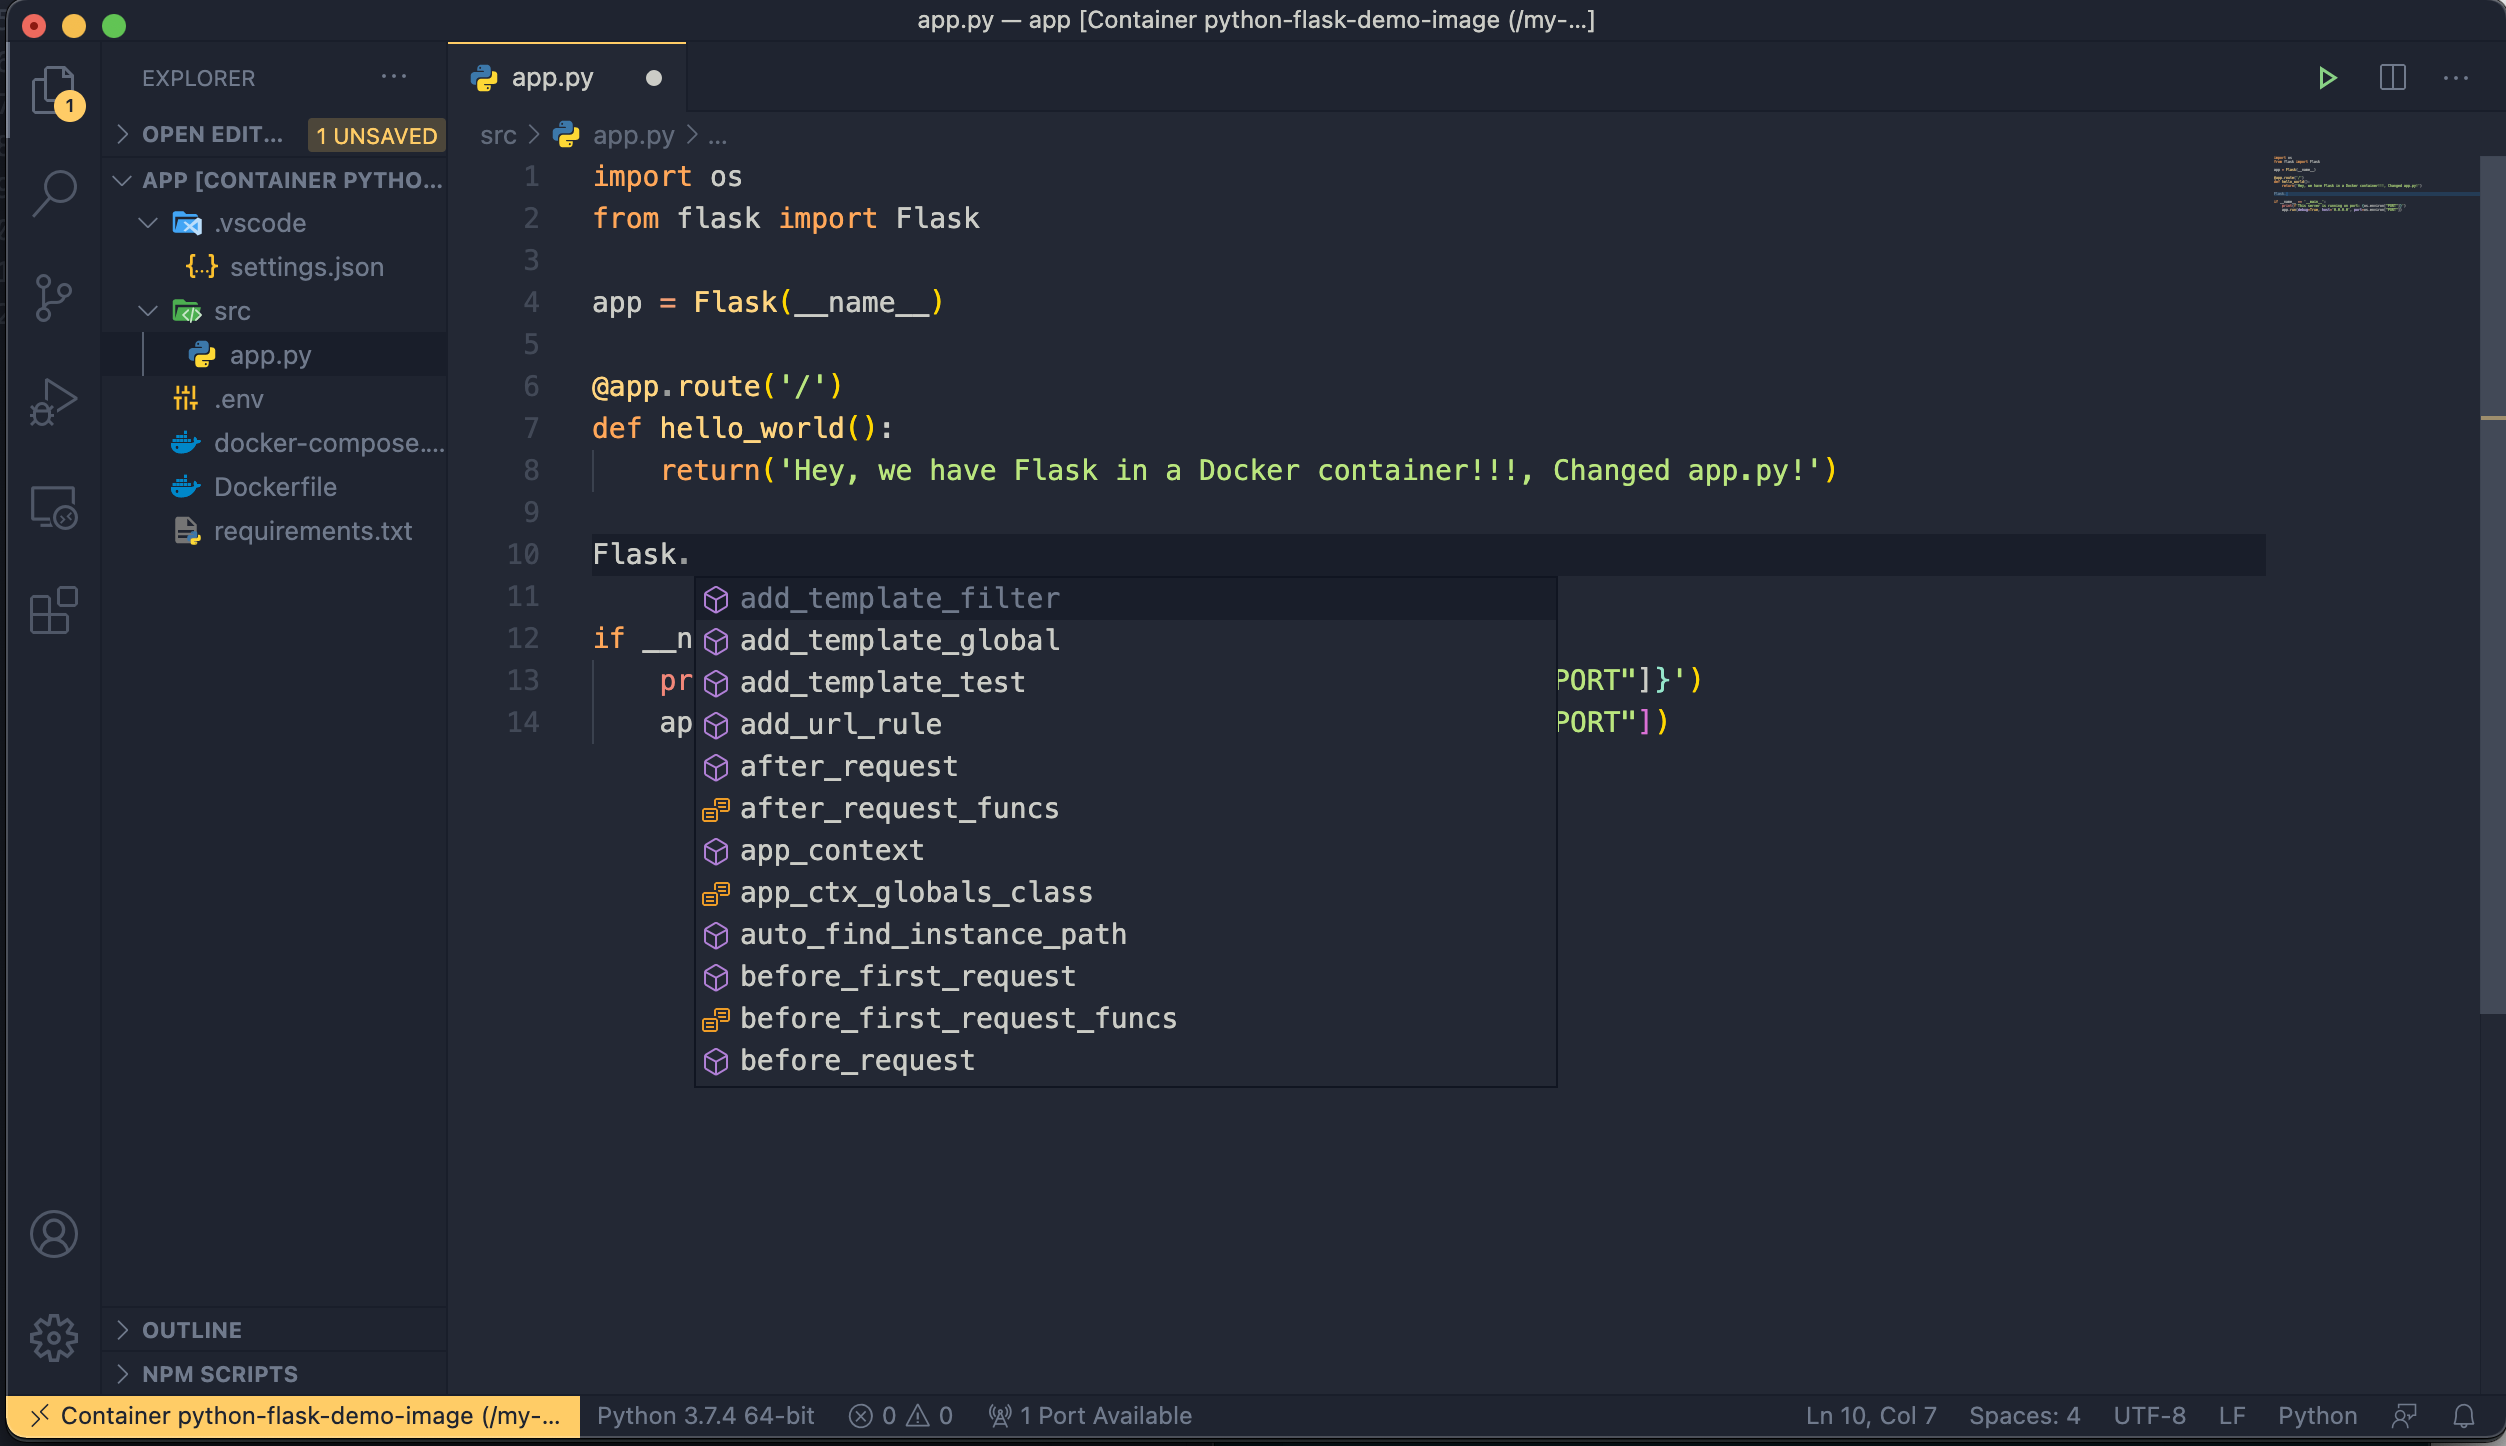 app.py — app [Container python-flask-demo-image (/my-...]
EXPLORER
1
OPEN EDIT... 1 UNSAVED
APP [CONTAINER PYTHO...
.vscode
{..} settings.json
src
app.py
.env
docker-compose....
Dockerfile
requirements.txt
OUTLINE
NPM SCRIPTS
app.py
src > app.py > ...
1 import os
2 from flask import Flask
3
4 app = Flask(__name__)
5
6 @app.route('/')
7 def hello_world():
8 return('Hey, we have Flask in a Docker container!!!, Changed app.py!')
9
10 Flask.
11
12 if __n
13 pr PORT"]}')
14 ap PORT"])
add_template_filter
add_template_global
add_template_test
add_url_rule
after_request
after_request_funcs
app_context
app_ctx_globals_class
auto_find_instance_path
before_first_request
before_first_request_funcs
before_request
Container python-flask-demo-image (/my-... Python 3.7.4 64-bit 0 0 1 Port Available Ln 10, Col 7 Spaces: 4 UTF-8 LF Python